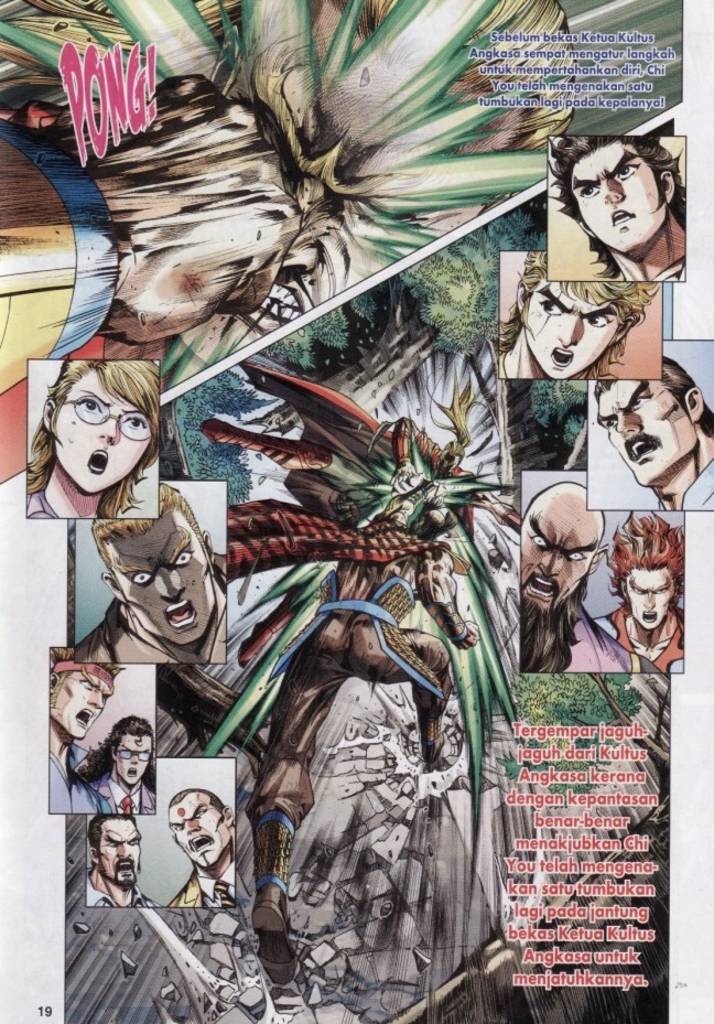 PONG!
Sebelum bekas Ketua Kultus
Angkasa sempat mengatur langkah
untuk mempertahankan diri, Chi
You telah mengenakan satu
tumbukan lagi pada kepalanya!
Tergempar jaguh-
jaguh dari Kultus
Angkasa kerana
dengan kepantasan
benar-benar
menakjubkan Chi
You telah mengena-
kan satu tumbukan
lagi pada jantung
bekas Ketua Kultus
Angkasa untuk
menjatuhkannya.
19